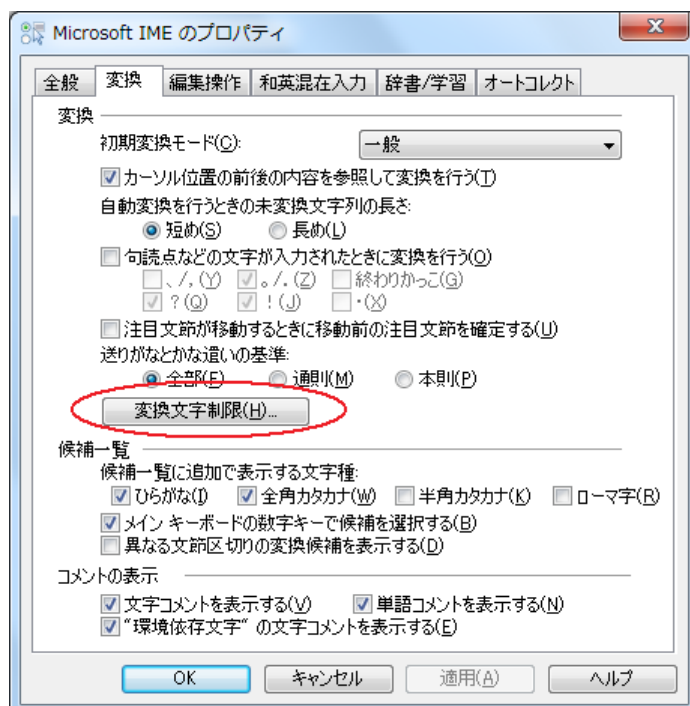 Microsoft IME のプロパティ
全般 変換 編集操作 和英混在入力 辞書/学習 オートコレクト
変換
初期変換モード(C): 一般
カーソル位置の前後の内容を参照して変換を行う(T)
自動変換を行うときの未変換文字列の長さ:
短め(S) 長め(L)
句読点などの文字が入力されたときに変換を行う(O)
、/,(Y) 。/.(Z) 終わりかっこ(G)
?(Q) !(J) ・(X)
注目文節が移動するときに移動前の注目文節を確定する(U)
送りがなとかな遣いの基準:
全部(F) 通則(M) 本則(P)
変換文字制限(H)...
候補一覧
候補一覧に追加で表示する文字種:
ひらがな(I) 全角カタカナ(W) 半角カタカナ(K) ローマ字(R)
メイン キーボードの数字キーで候補を選択する(B)
異なる文節区切りの変換候補を表示する(D)
コメントの表示
文字コメントを表示する(V) 単語コメントを表示する(N)
"環境依存文字" の文字コメントを表示する(E)
OK キャンセル 適用(A) ヘルプ